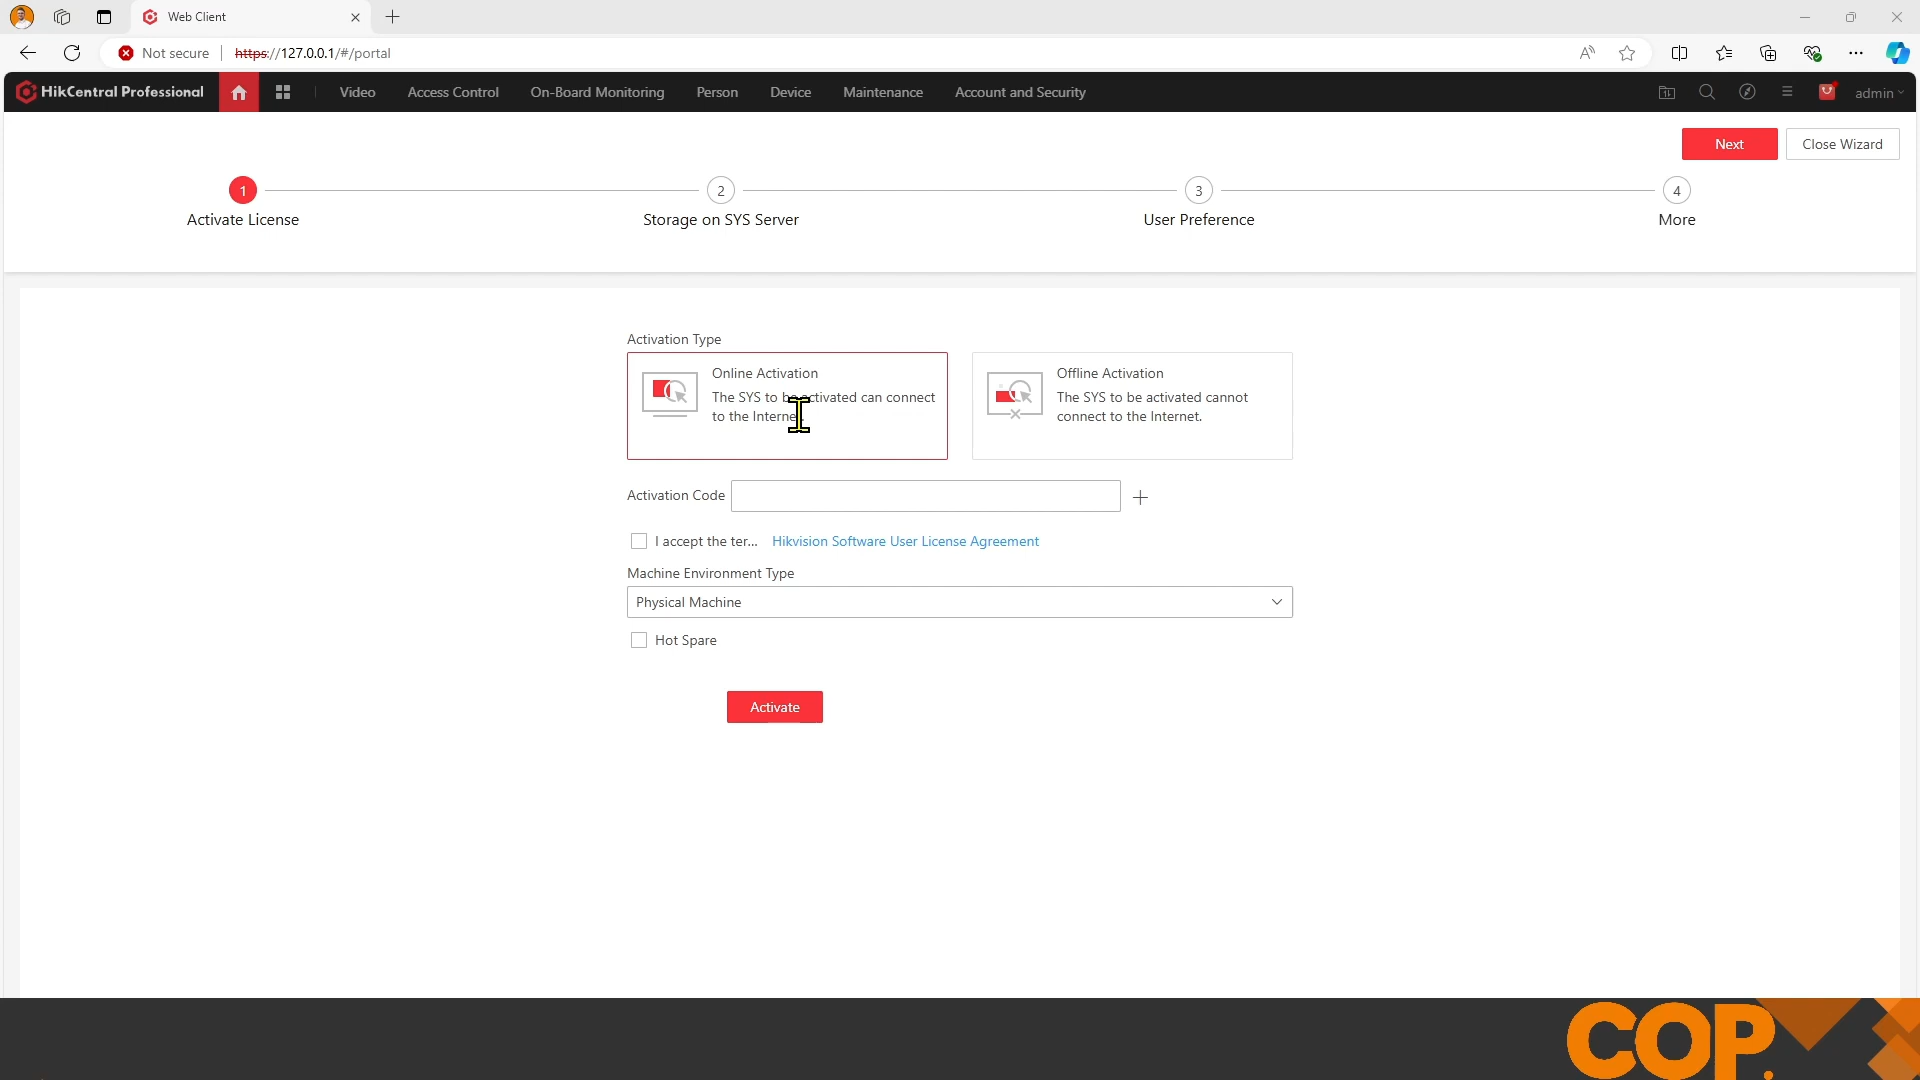 Web Client
Not secure https://127.0.0.1/#/portal
HikCentral Professional Video Access Control On-Board Monitoring Person Device Maintenance Account and Security admin
Next Close Wizard
1 2 3 4
Activate License Storage on SYS Server User Preference More
Activation Type
Online Activation
The SYS to be activated can connect
to the Internet.
Offline Activation
The SYS to be activated cannot
connect to the Internet.
Activation Code
I accept the ter... Hikvision Software User License Agreement
Machine Environment Type
Physical Machine
Hot Spare
Activate
COP.